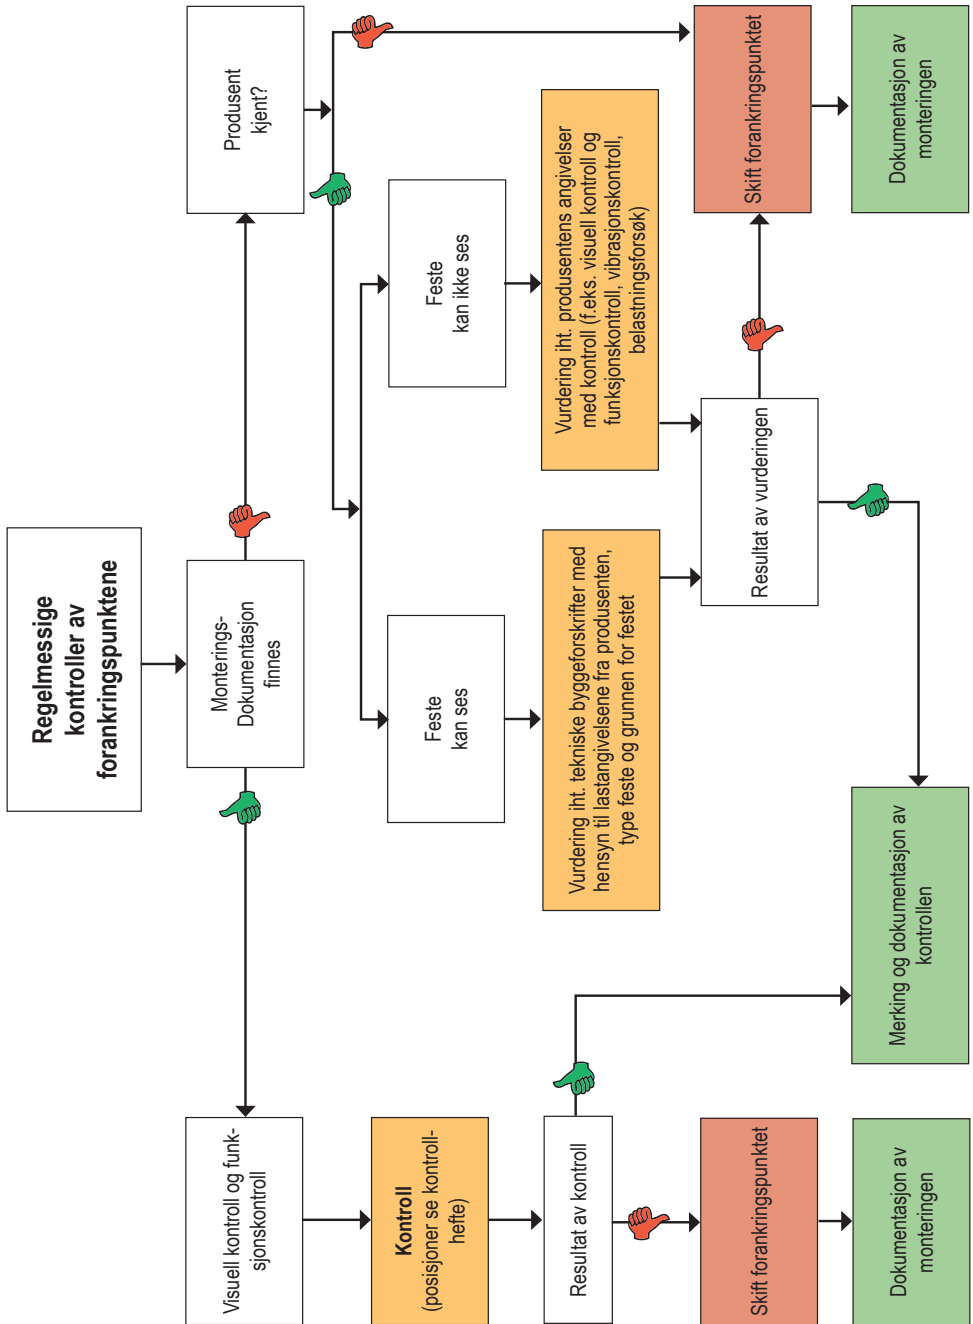 Regelmessige
kontroller av
forankringspunktene
Monterings-
Dokumentasjon
finnes
Visuell kontroll og funk-
sjonskontroll
Kontroll
(posisjoner se kontroll-
hefte)
Resultat av kontroll
Skift forankringspunktet
Dokumentasjon av
monteringen
Merking og dokumentasjon av
kontrollen
Produsent
kjent?
Feste
kan ses
Feste
kan ikke ses
Vurdering iht. tekniske byggeforskrifter med
hensyn til lastangivelsene fra produsenten,
type feste og grunnen for festet
Vurdering iht. produsentens angivelser
med kontroll (f.eks. visuell kontroll og
funksjonskontroll, vibrasjonskontroll,
belastningsforsøk)
Resultat av vurderingen
Skift forankringspunktet
Dokumentasjon av
monteringen